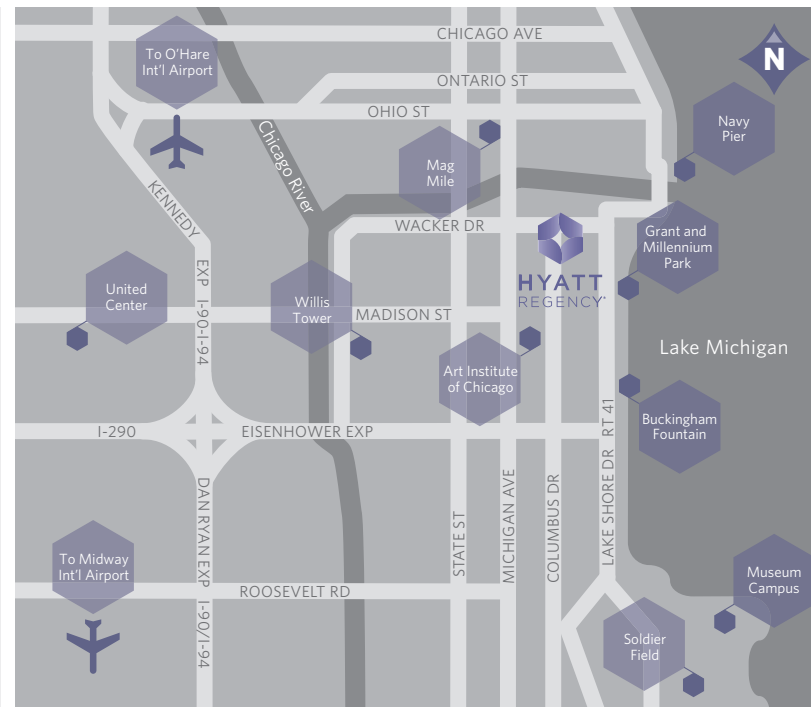 CHICAGO AVE
To O'Hare
Int'l Airport
N
ONTARIO ST
OHIO ST
Navy
Pier
Chicago River
Mag
Mile
KENNEDY
EXP I-90-I-94
WACKER DR
Grant and
Millennium
Park
HYATT
REGENCY®
United
Center
Willis
Tower
MADISON ST
Lake Michigan
Art Institute
of Chicago
Buckingham
Fountain
I-290
EISENHOWER EXP
LAKE SHORE DR RT 41
DAN RYAN EXP I-90/I-94
STATE ST
MICHIGAN AVE
COLUMBUS DR
To Midway
Int'l Airport
ROOSEVELT RD
Museum
Campus
Soldier
Field